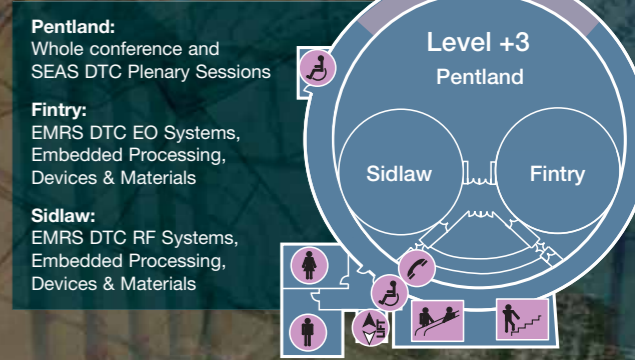 Pentland:
Whole conference and
SEAS DTC Plenary Sessions
Fintry:
EMRS DTC EO Systems,
Embedded Processing,
Devices & Materials
Sidlaw:
EMRS DTC RF Systems,
Embedded Processing,
Devices & Materials
Level +3
Pentland
Sidlaw
Fintry
LIFT